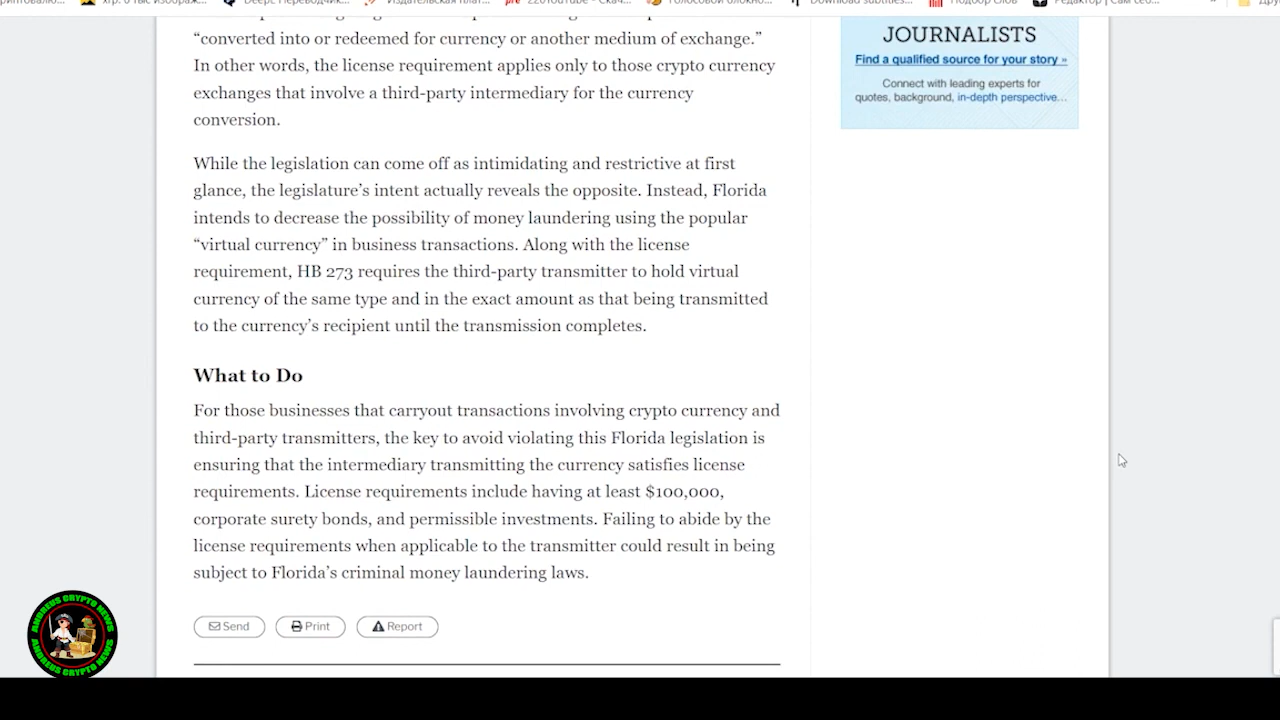 xrp: 8 тыс изображ...
DeepL Переводчик...
Издательская плат...
Download subtitles...
Подбор слов
“converted into or redeemed for currency or another medium of exchange.”
In other words, the license requirement applies only to those crypto currency
exchanges that involve a third-party intermediary for the currency
conversion.
While the legislation can come off as intimidating and restrictive at first
glance, the legislature’s intent actually reveals the opposite. Instead, Florida
intends to decrease the possibility of money laundering using the popular
“virtual currency” in business transactions. Along with the license
requirement, HB 273 requires the third-party transmitter to hold virtual
currency of the same type and in the exact amount as that being transmitted
to the currency’s recipient until the transmission completes.
What to Do
For those businesses that carryout transactions involving crypto currency and
third-party transmitters, the key to avoid violating this Florida legislation is
ensuring that the intermediary transmitting the currency satisfies license
requirements. License requirements include having at least $100,000,
corporate surety bonds, and permissible investments. Failing to abide by the
license requirements when applicable to the transmitter could result in being
subject to Florida’s criminal money laundering laws.
Send
Print
Report
JOURNALISTS
Find a qualified source for your story »
Connect with leading experts for
quotes, background, in-depth perspective…
ANDREUS CRYPTO NEWS
ANDREUS CRYPTO NEWS